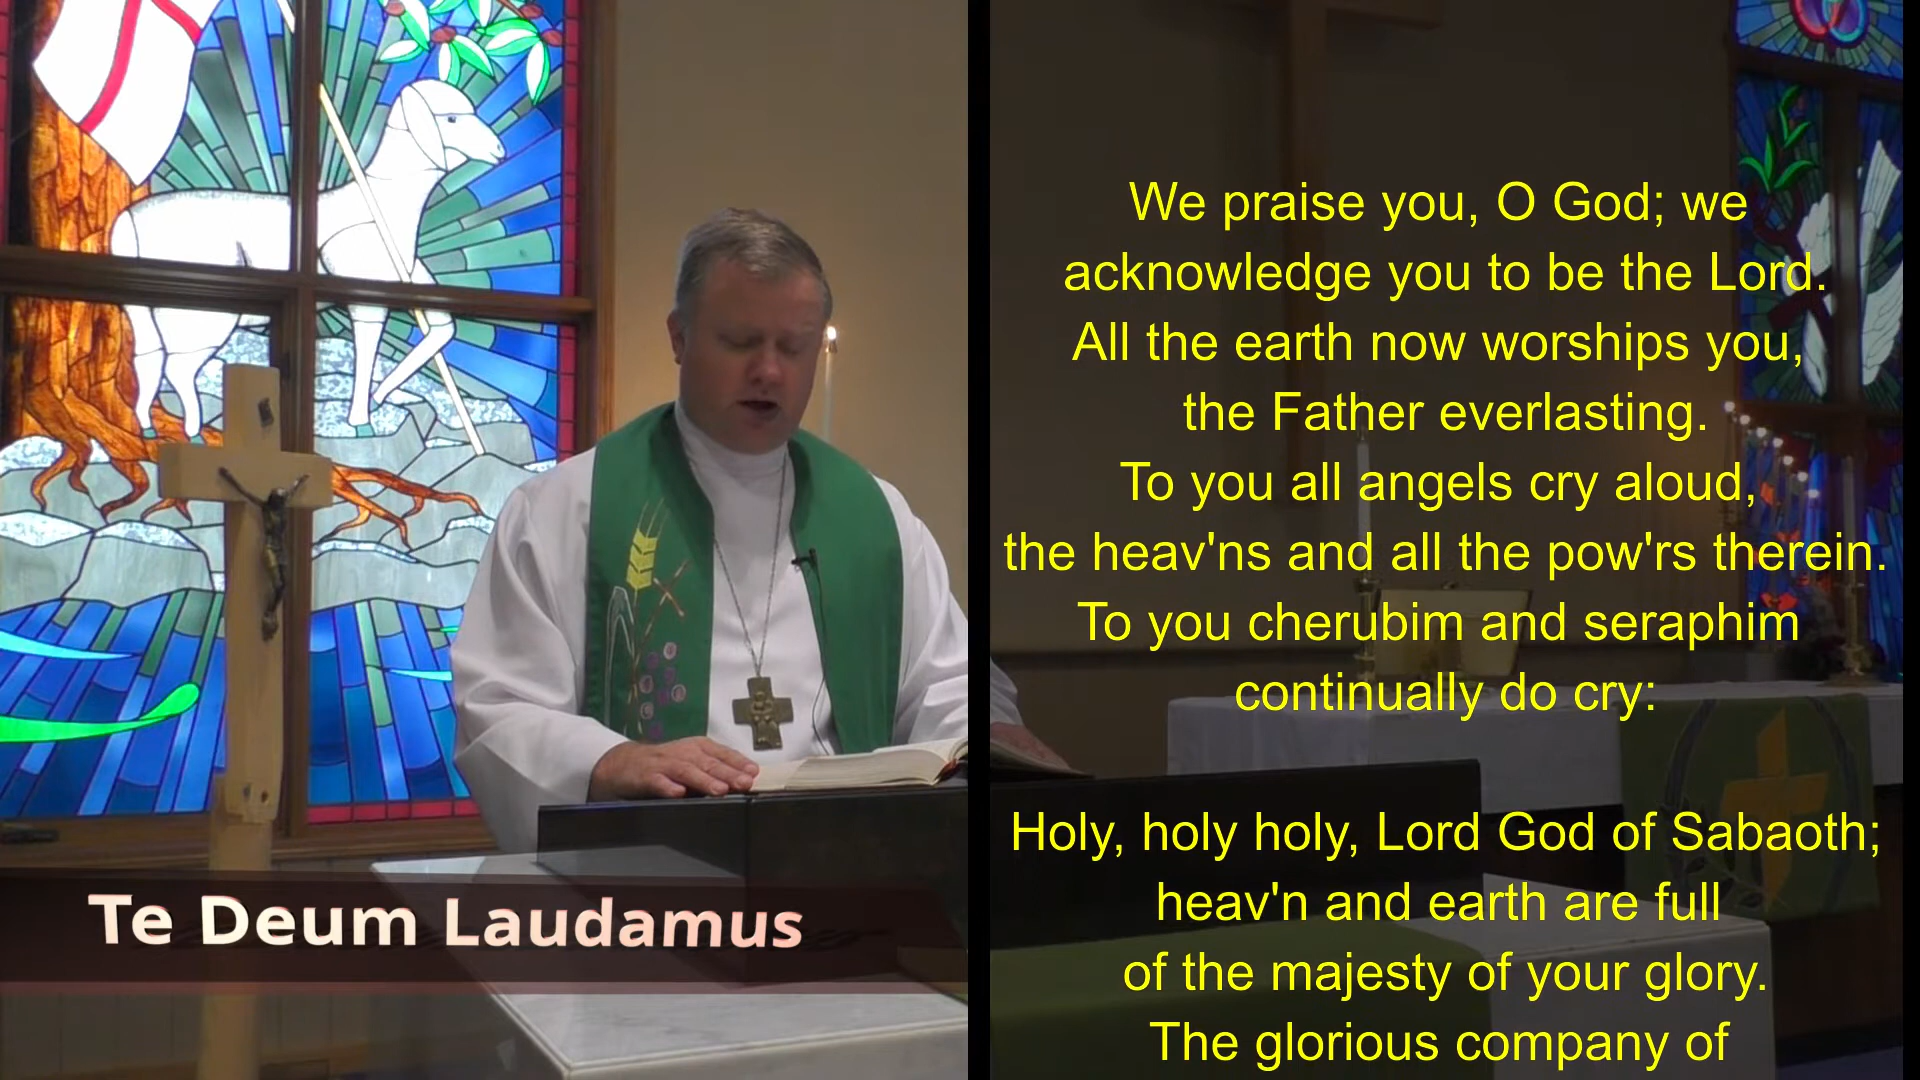 Te Deum Laudamus
We praise you, O God; we
acknowledge you to be the Lord.
All the earth now worships you,
the Father everlasting.
To you all angels cry aloud,
the heav'ns and all the pow'rs therein.
To you cherubim and seraphim
continually do cry:
Holy, holy holy, Lord God of Sabaoth;
heav'n and earth are full
of the majesty of your glory.
The glorious company of